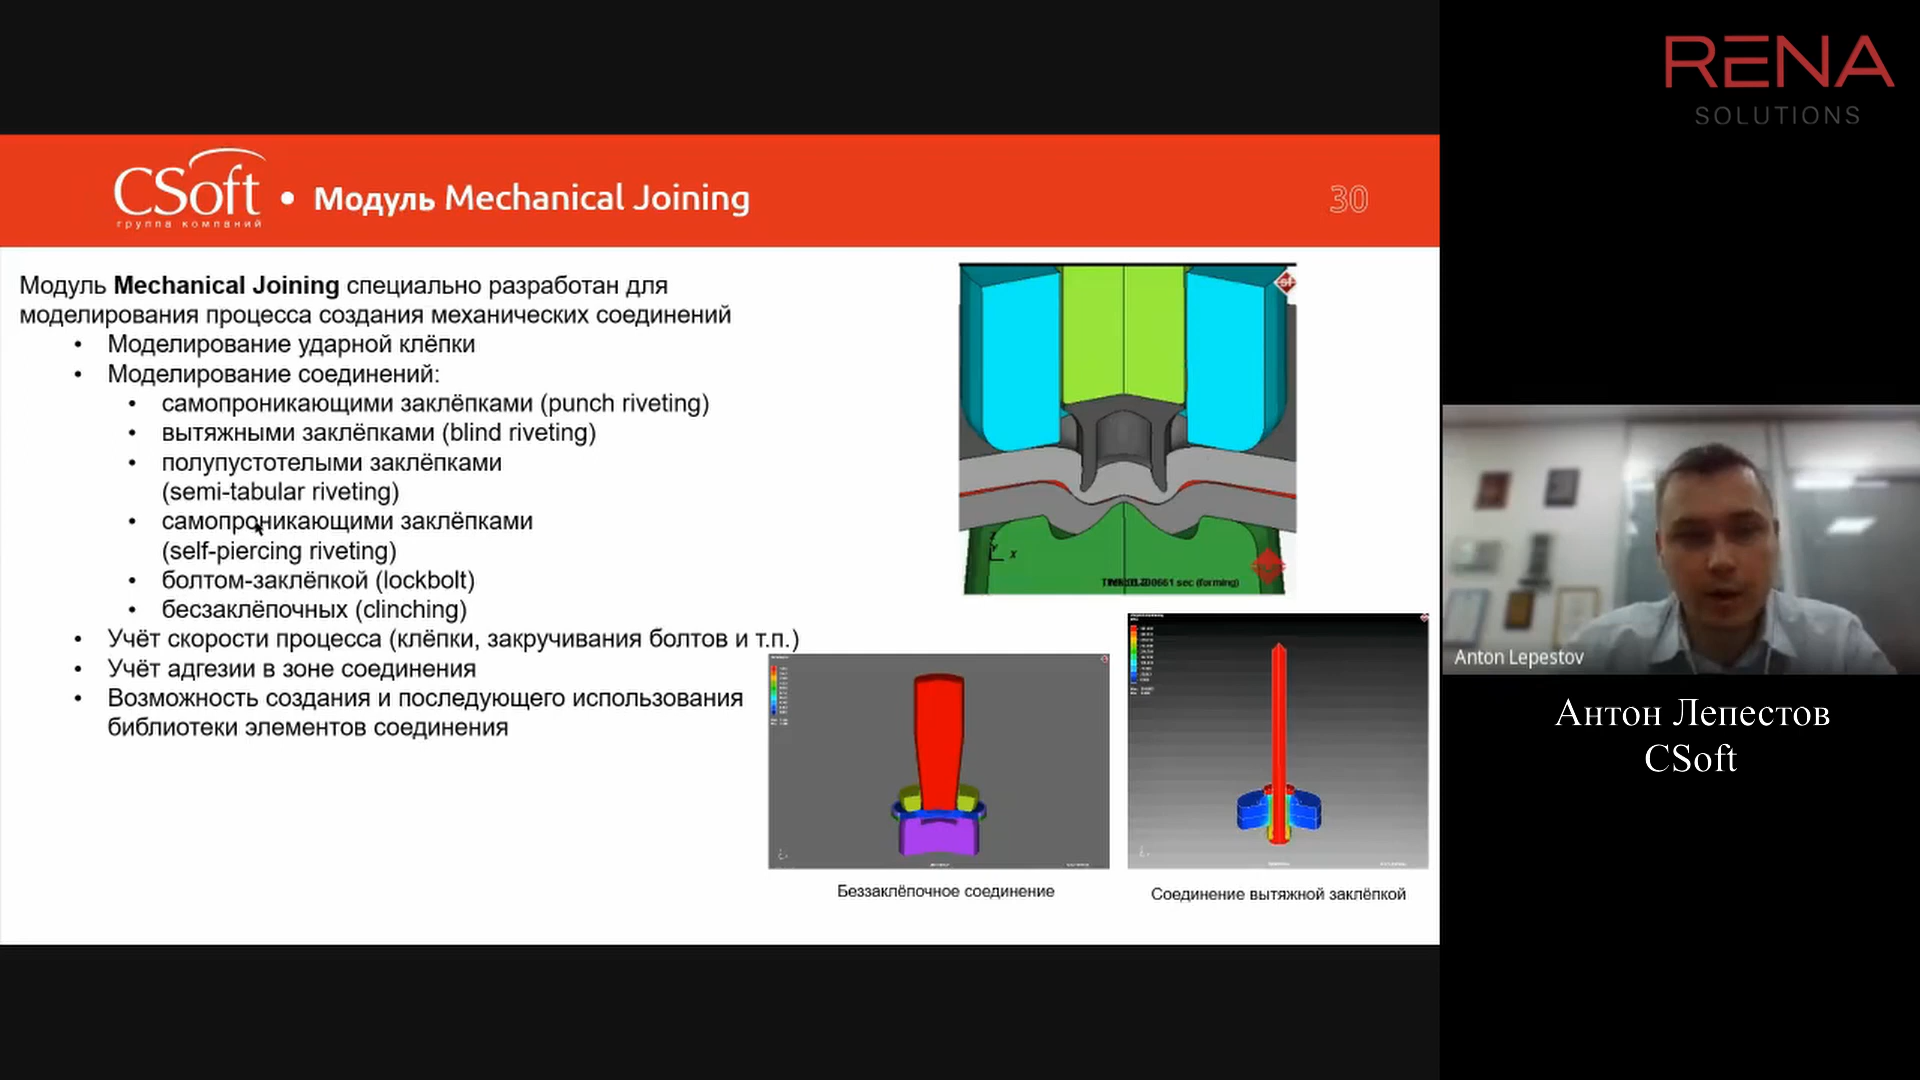 RENA
SOLUTIONS
CSoft
группа компаний
• Модуль Mechanical Joining
30
Модуль Mechanical Joining специально разработан для
моделирования процесса создания механических соединений
• Моделирование ударной клёпки
• Моделирование соединений:
• самопроникающими заклёпками (punch riveting)
• вытяжными заклёпками (blind riveting)
• полупустотелыми заклёпками
(semi-tabular riveting)
• самопроникающими заклёпками
(self-piercing riveting)
• болтом-заклёпкой (lockbolt)
• бесзаклёпочных (clinching)
• Учёт скорости процесса (клёпки, закручивания болтов и т.п.)
• Учёт адгезии в зоне соединения
• Возможность создания и последующего использования
библиотеки элементов соединения
Z
Y
X
sec (forming)
Беззаклёпочное соединение
Соединение вытяжной заклёпкой
Anton Lepestov
Антон Лепестов
CSoft